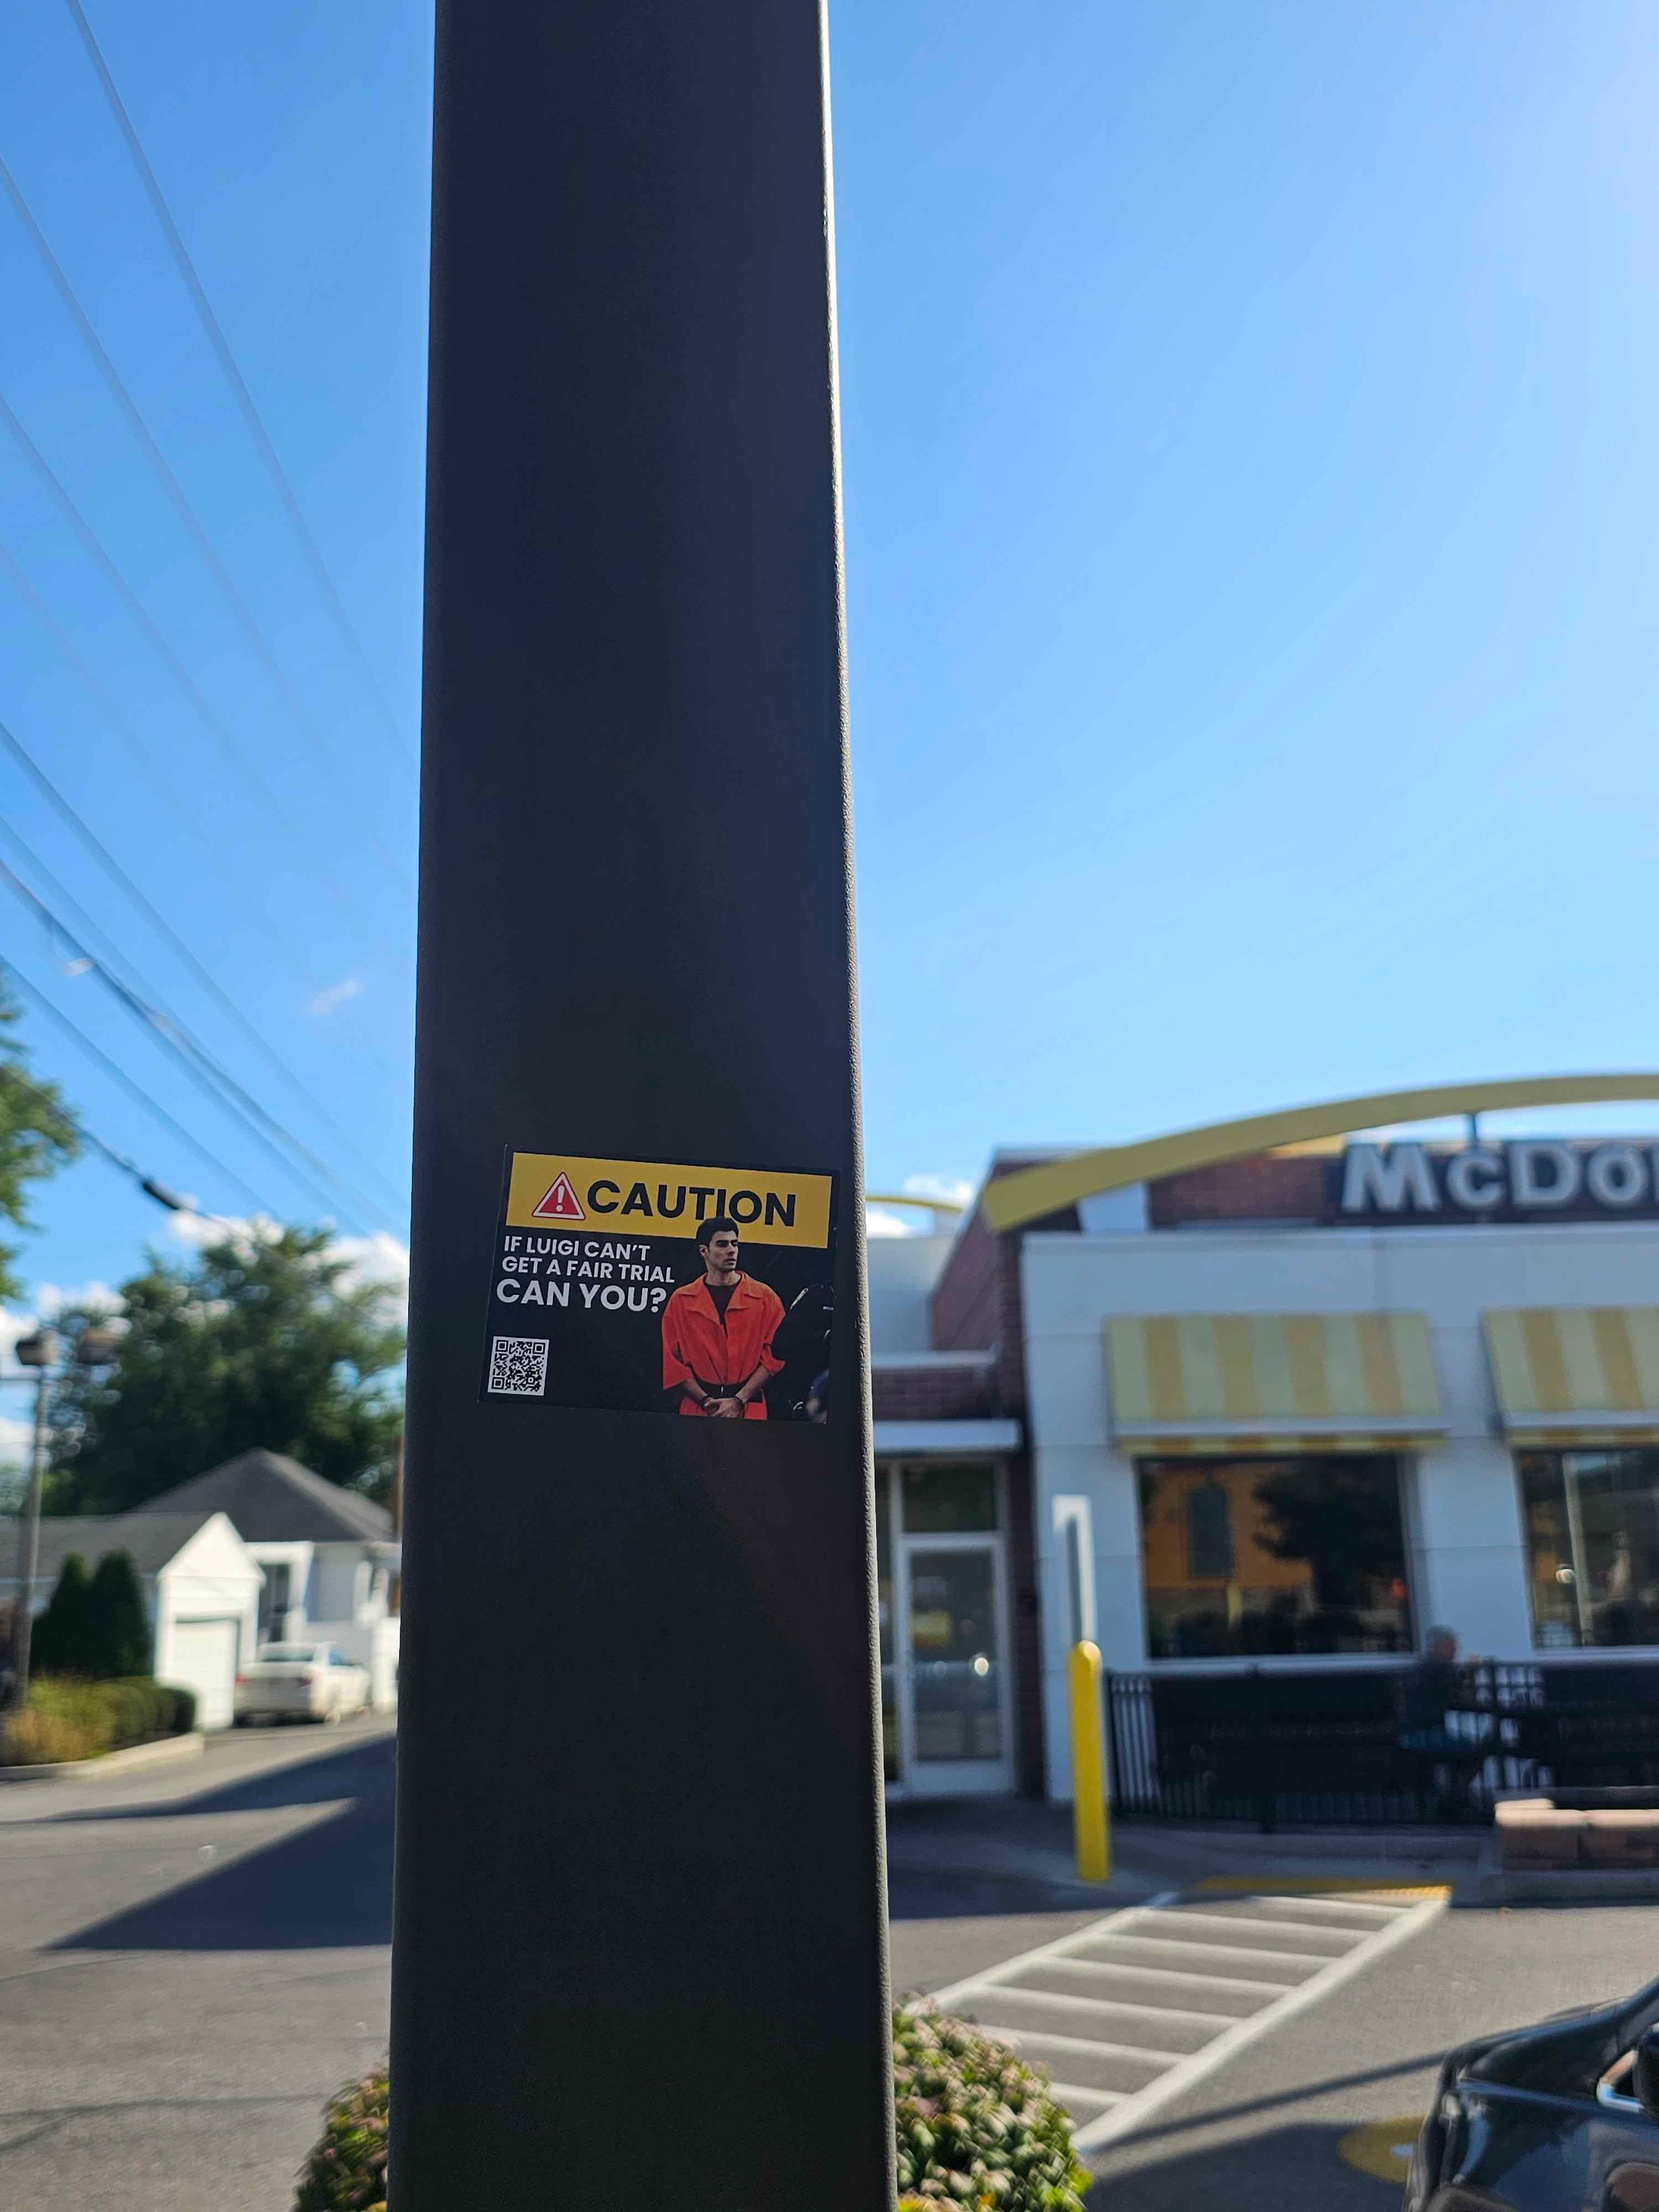 CAUTION
IF LUIGI CAN'T
GET A FAIR TRIAL
CAN YOU?
McDo